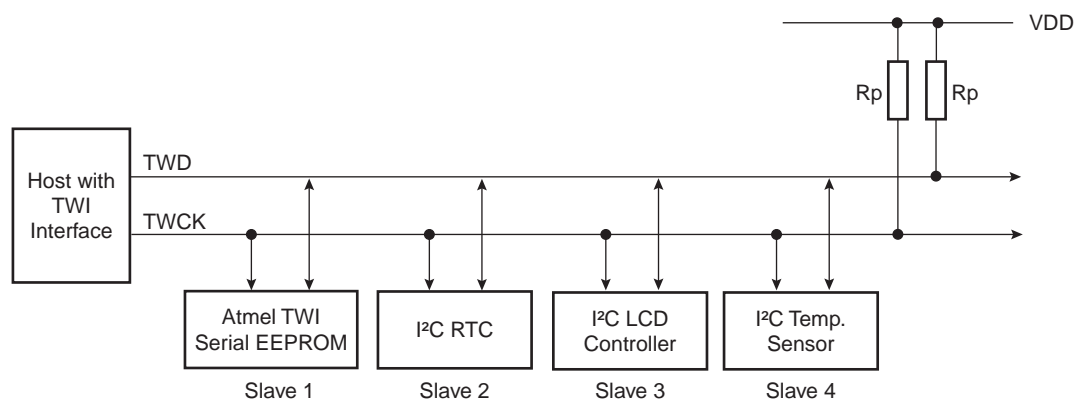 VDD
Rp
Rp
Host with
TWI
Interface
TWD
TWCK
Atmel TWI
Serial EEPROM
Slave 1
I²C RTC
Slave 2
I²C LCD
Controller
Slave 3
I²C Temp.
Sensor
Slave 4